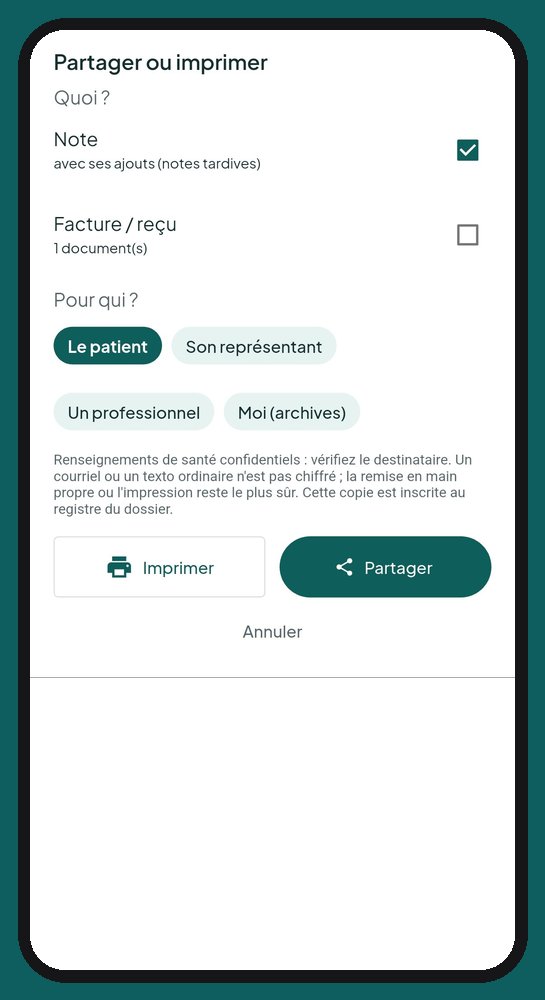 Partager ou imprimer
Quoi ?
Note
avec ses ajouts (notes tardives)
Facture / reçu
1 document(s)
Pour qui ?
Le patient
Son représentant
Un professionnel
Moi (archives)
Renseignements de santé confidentiels : vérifiez le destinataire. Un
courriel ou un texto ordinaire n'est pas chiffré ; la remise en main
propre ou l'impression reste le plus sûr. Cette copie est inscrite au
registre du dossier.
Imprimer
Partager
Annuler